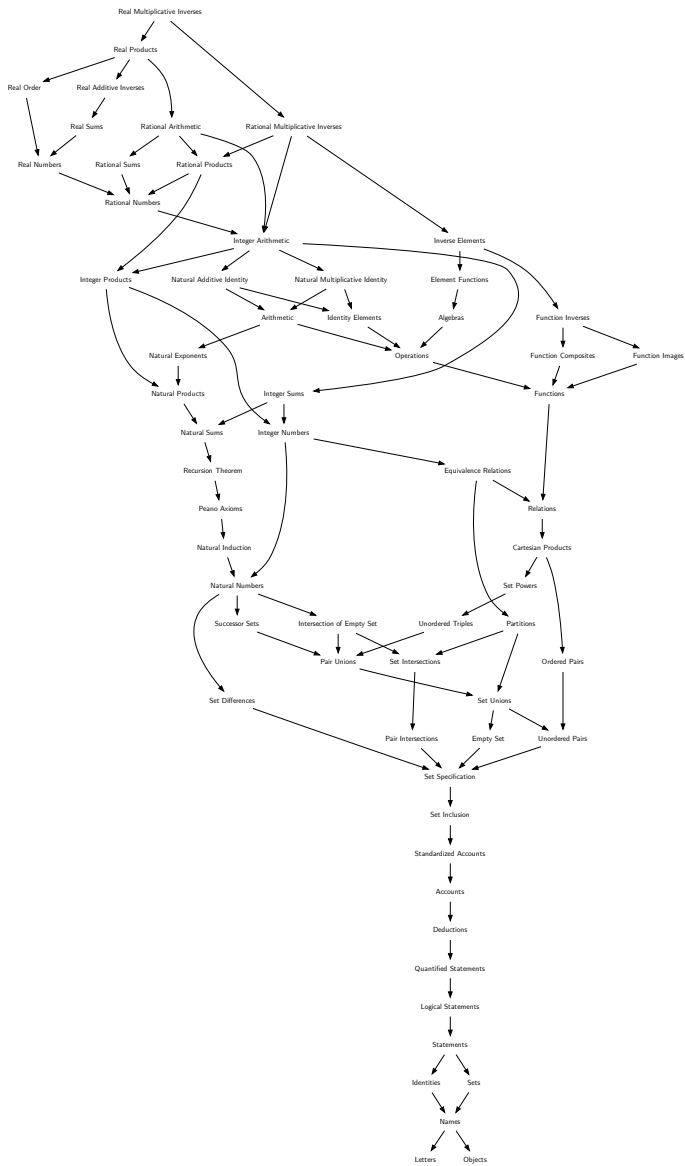 Real Multiplicative Inverses
Real Products
Real Order
Real Additive Inverses
Real Sums
Rational Arithmetic
Rational Multiplicative Inverses
Real Numbers
Rational Sums
Rational Products
Rational Numbers
Integer Arithmetic
Inverse Elements
Integer Products
Natural Additive Identity
Natural Multiplicative Identity
Element Functions
Arithmetic
Identity Elements
Algebras
Function Inverses
Natural Exponents
Operations
Function Composites
Function Images
Natural Products
Integer Sums
Functions
Natural Sums
Integer Numbers
Recursion Theorem
Equivalence Relations
Peano Axioms
Relations
Natural Induction
Cartesian Products
Natural Numbers
Set Powers
Successor Sets
Intersection of Empty Set
Unordered Triples
Partitions
Pair Unions
Set Intersections
Ordered Pairs
Set Differences
Set Unions
Pair Intersections
Empty Set
Unordered Pairs
Set Specification
Set Inclusion
Standardized Accounts
Accounts
Deductions
Quantified Statements
Logical Statements
Statements
Identities
Sets
Names
Letters
Objects